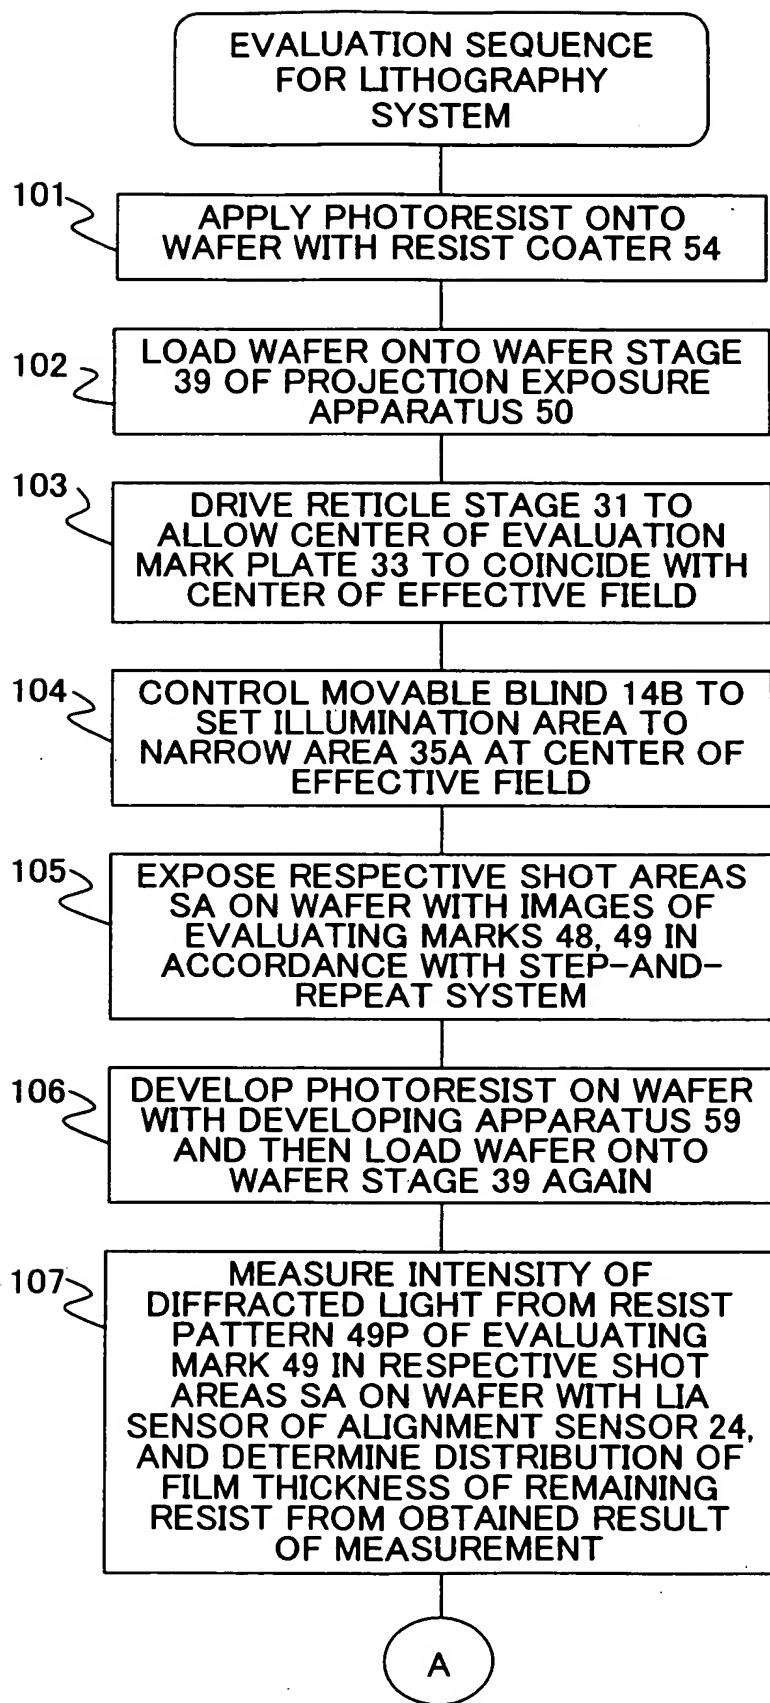 EVALUATION SEQUENCE
FOR LITHOGRAPHY
SYSTEM
101
APPLY PHOTORESIST ONTO
WAFER WITH RESIST COATER 54
102
LOAD WAFER ONTO WAFER STAGE
39 OF PROJECTION EXPOSURE
APPARATUS 50
103
DRIVE RETICLE STAGE 31 TO
ALLOW CENTER OF EVALUATION
MARK PLATE 33 TO COINCIDE WITH
CENTER OF EFFECTIVE FIELD
104
CONTROL MOVABLE BLIND 14B TO
SET ILLUMINATION AREA TO
NARROW AREA 35A AT CENTER OF
EFFECTIVE FIELD
105
EXPOSE RESPECTIVE SHOT AREAS
SA ON WAFER WITH IMAGES OF
EVALUATING MARKS 48, 49 IN
ACCORDANCE WITH STEP-AND-
REPEAT SYSTEM
106
DEVELOP PHOTORESIST ON WAFER
WITH DEVELOPING APPARATUS 59
AND THEN LOAD WAFER ONTO
WAFER STAGE 39 AGAIN
107
MEASURE INTENSITY OF
DIFFRACTED LIGHT FROM RESIST
PATTERN 49P OF EVALUATING
MARK 49 IN RESPECTIVE SHOT
AREAS SA ON WAFER WITH LIA
SENSOR OF ALIGNMENT SENSOR 24,
AND DETERMINE DISTRIBUTION OF
FILM THICKNESS OF REMAINING
RESIST FROM OBTAINED RESULT
OF MEASUREMENT
A